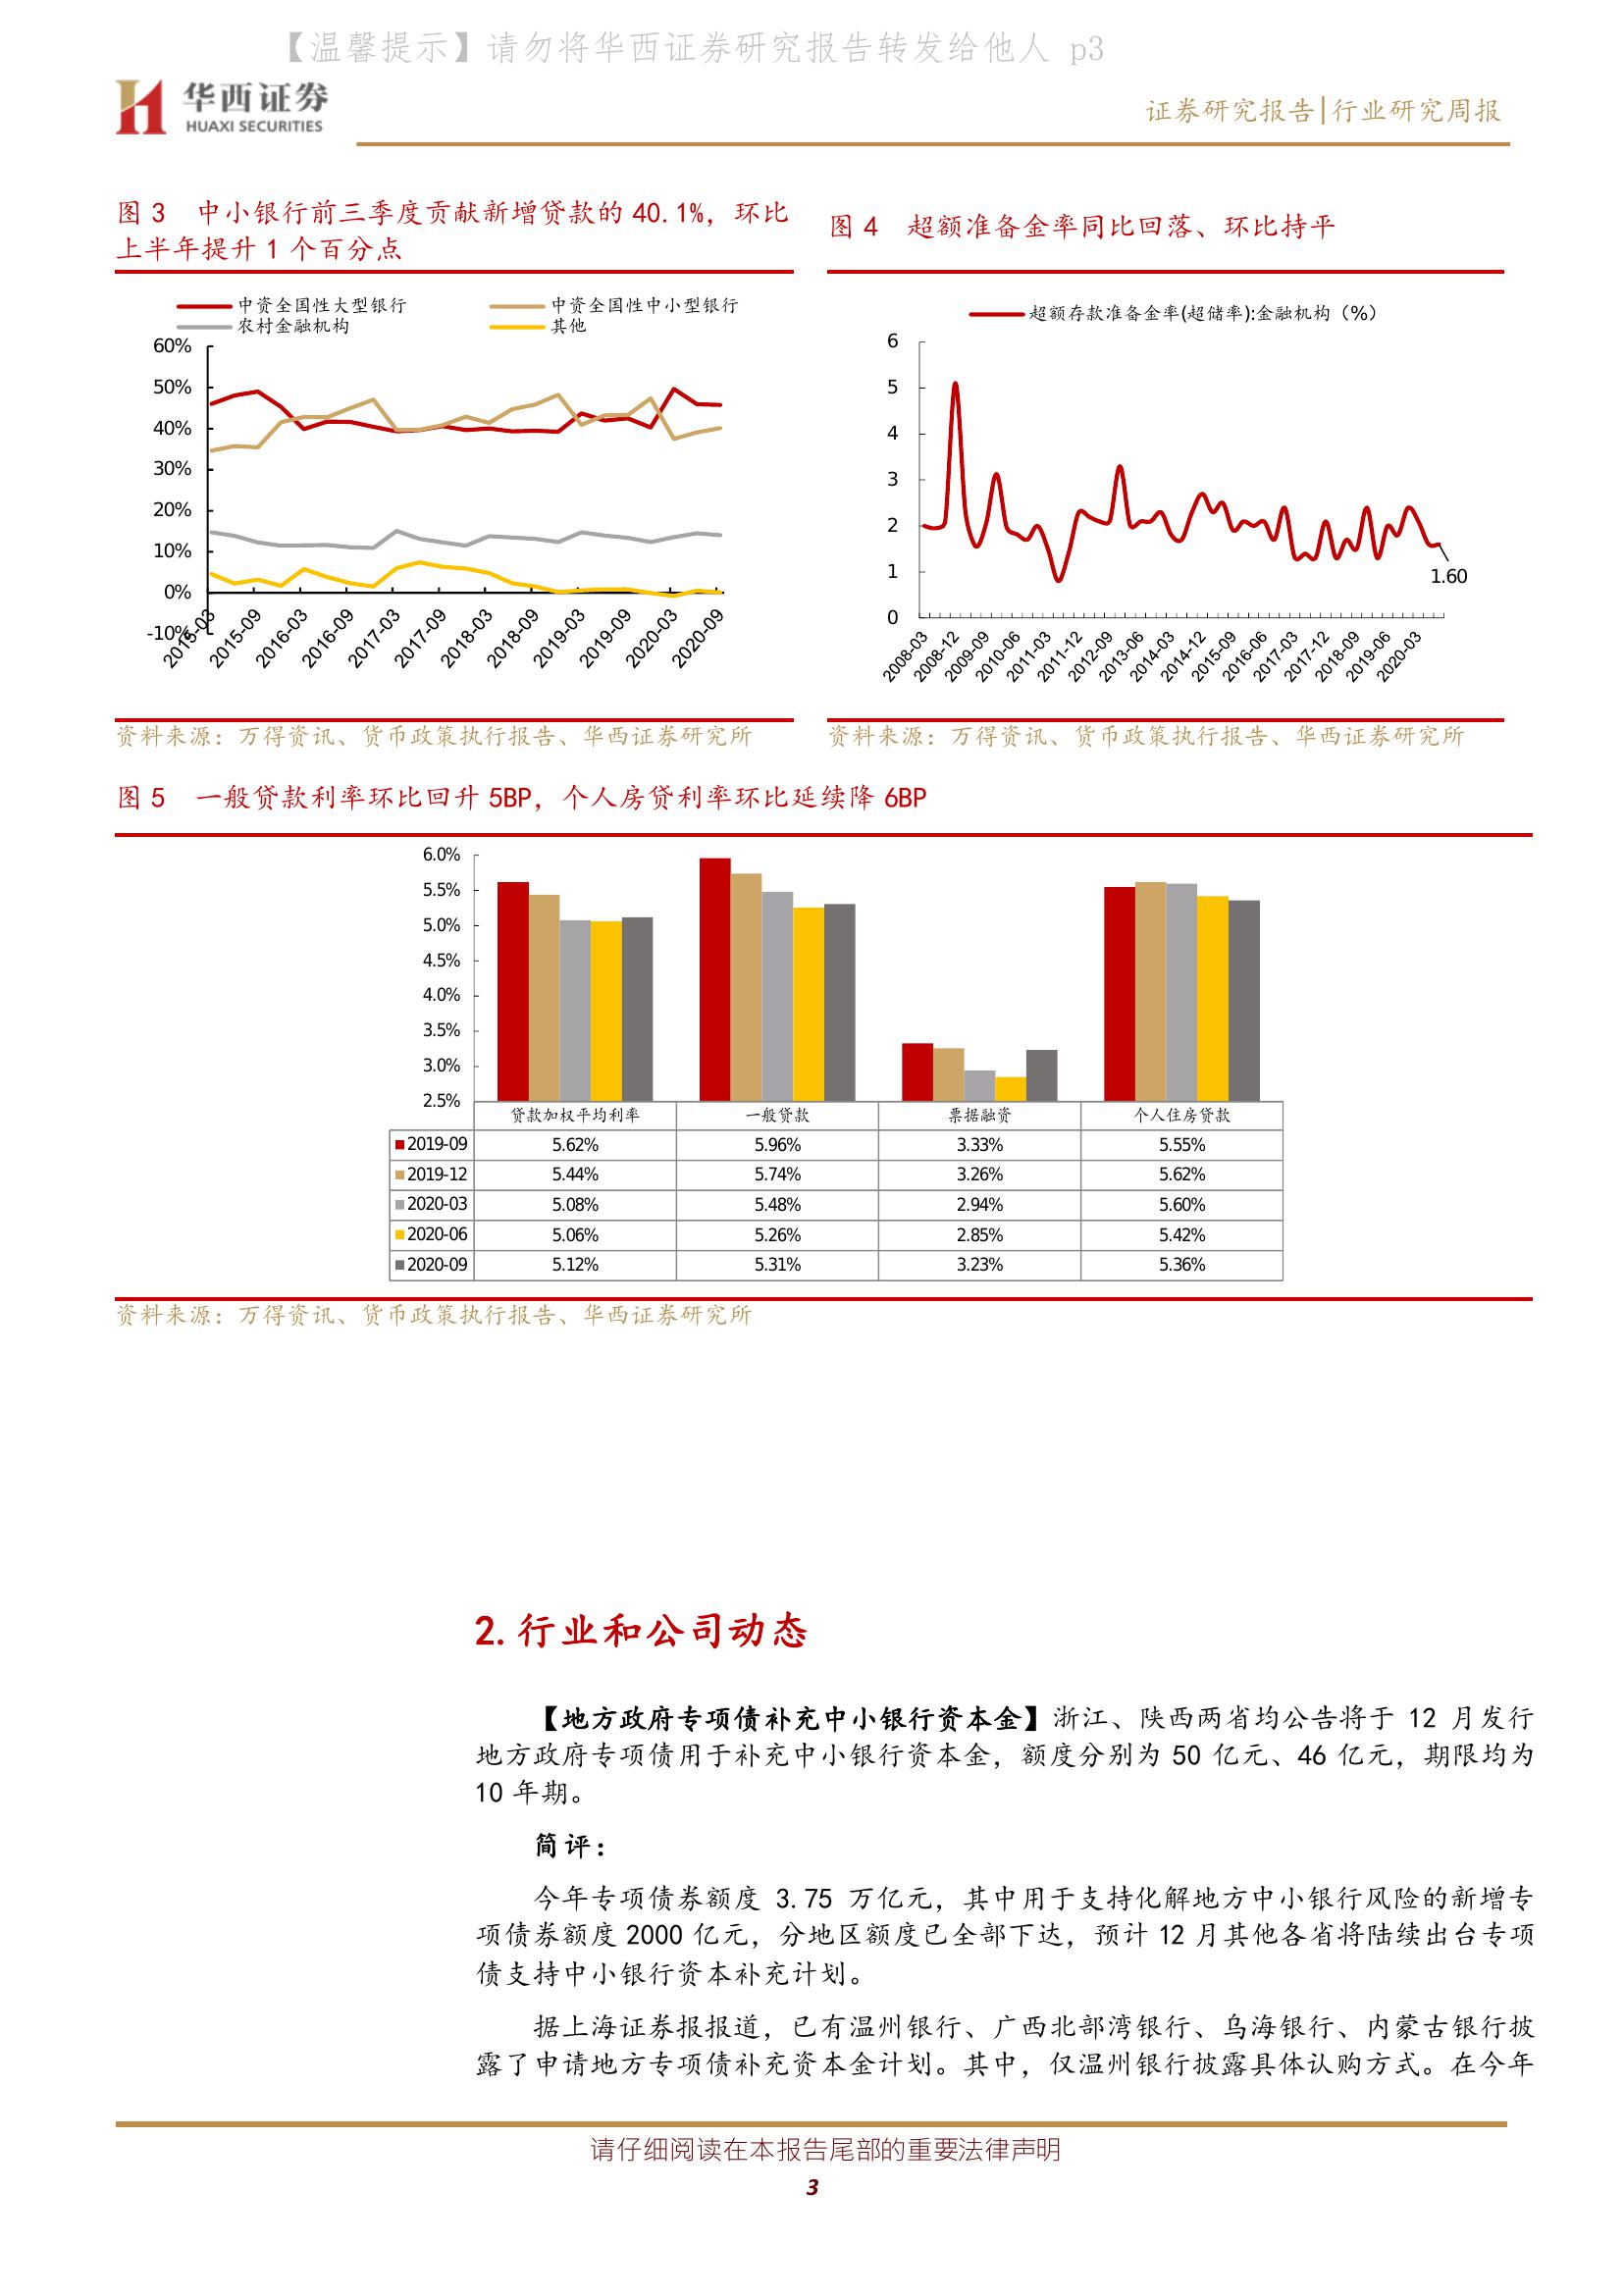 【温馨提示】请勿将华西证券研究报告转发给他人 p3
华西证券
HUAXI SECURITIES
证券研究报告|行业研究周报
图 3 中小银行前三季度贡献新增贷款的 40.1%，环比
上半年提升 1 个百分点
中资全国性大型银行 中资全国性中小型银行
农村金融机构 其他
60%
50%
40%
30%
20%
10%
0%
-10%
2015-03 2015-09 2016-03 2016-09 2017-03 2017-09 2018-03 2018-09 2019-03 2019-09 2020-03 2020-09
资料来源：万得资讯、货币政策执行报告、华西证券研究所
图 4 超额准备金率同比回落、环比持平
超额存款准备金率(超储率):金融机构（%）
6
5
4
3
2
1
0
1.60
2008-03 2008-12 2009-09 2010-06 2011-03 2011-12 2012-09 2013-06 2014-03 2014-12 2015-09 2016-06 2017-03 2017-12 2018-09 2019-06 2020-03
资料来源：万得资讯、货币政策执行报告、华西证券研究所
图 5 一般贷款利率环比回升 5BP，个人房贷利率环比延续降 6BP
6.0%
5.5%
5.0%
4.5%
4.0%
3.5%
3.0%
2.5%
贷款加权平均利率 一般贷款 票据融资 个人住房贷款
2019-09 5.62% 5.96% 3.33% 5.55%
2019-12 5.44% 5.74% 3.26% 5.62%
2020-03 5.08% 5.48% 2.94% 5.60%
2020-06 5.06% 5.26% 2.85% 5.42%
2020-09 5.12% 5.31% 3.23% 5.36%
资料来源：万得资讯、货币政策执行报告、华西证券研究所
2.行业和公司动态
【地方政府专项债补充中小银行资本金】浙江、陕西两省均公告将于 12 月发行
地方政府专项债用于补充中小银行资本金，额度分别为 50 亿元、46 亿元，期限均为
10 年期。
简评：
今年专项债券额度 3.75 万亿元，其中用于支持化解地方中小银行风险的新增专
项债券额度 2000 亿元，分地区额度已全部下达，预计 12 月其他各省将陆续出台专项
债支持中小银行资本补充计划。
据上海证券报报道，已有温州银行、广西北部湾银行、乌海银行、内蒙古银行披
露了申请地方专项债补充资本金计划。其中，仅温州银行披露具体认购方式。在今年
请仔细阅读在本报告尾部的重要法律声明
3